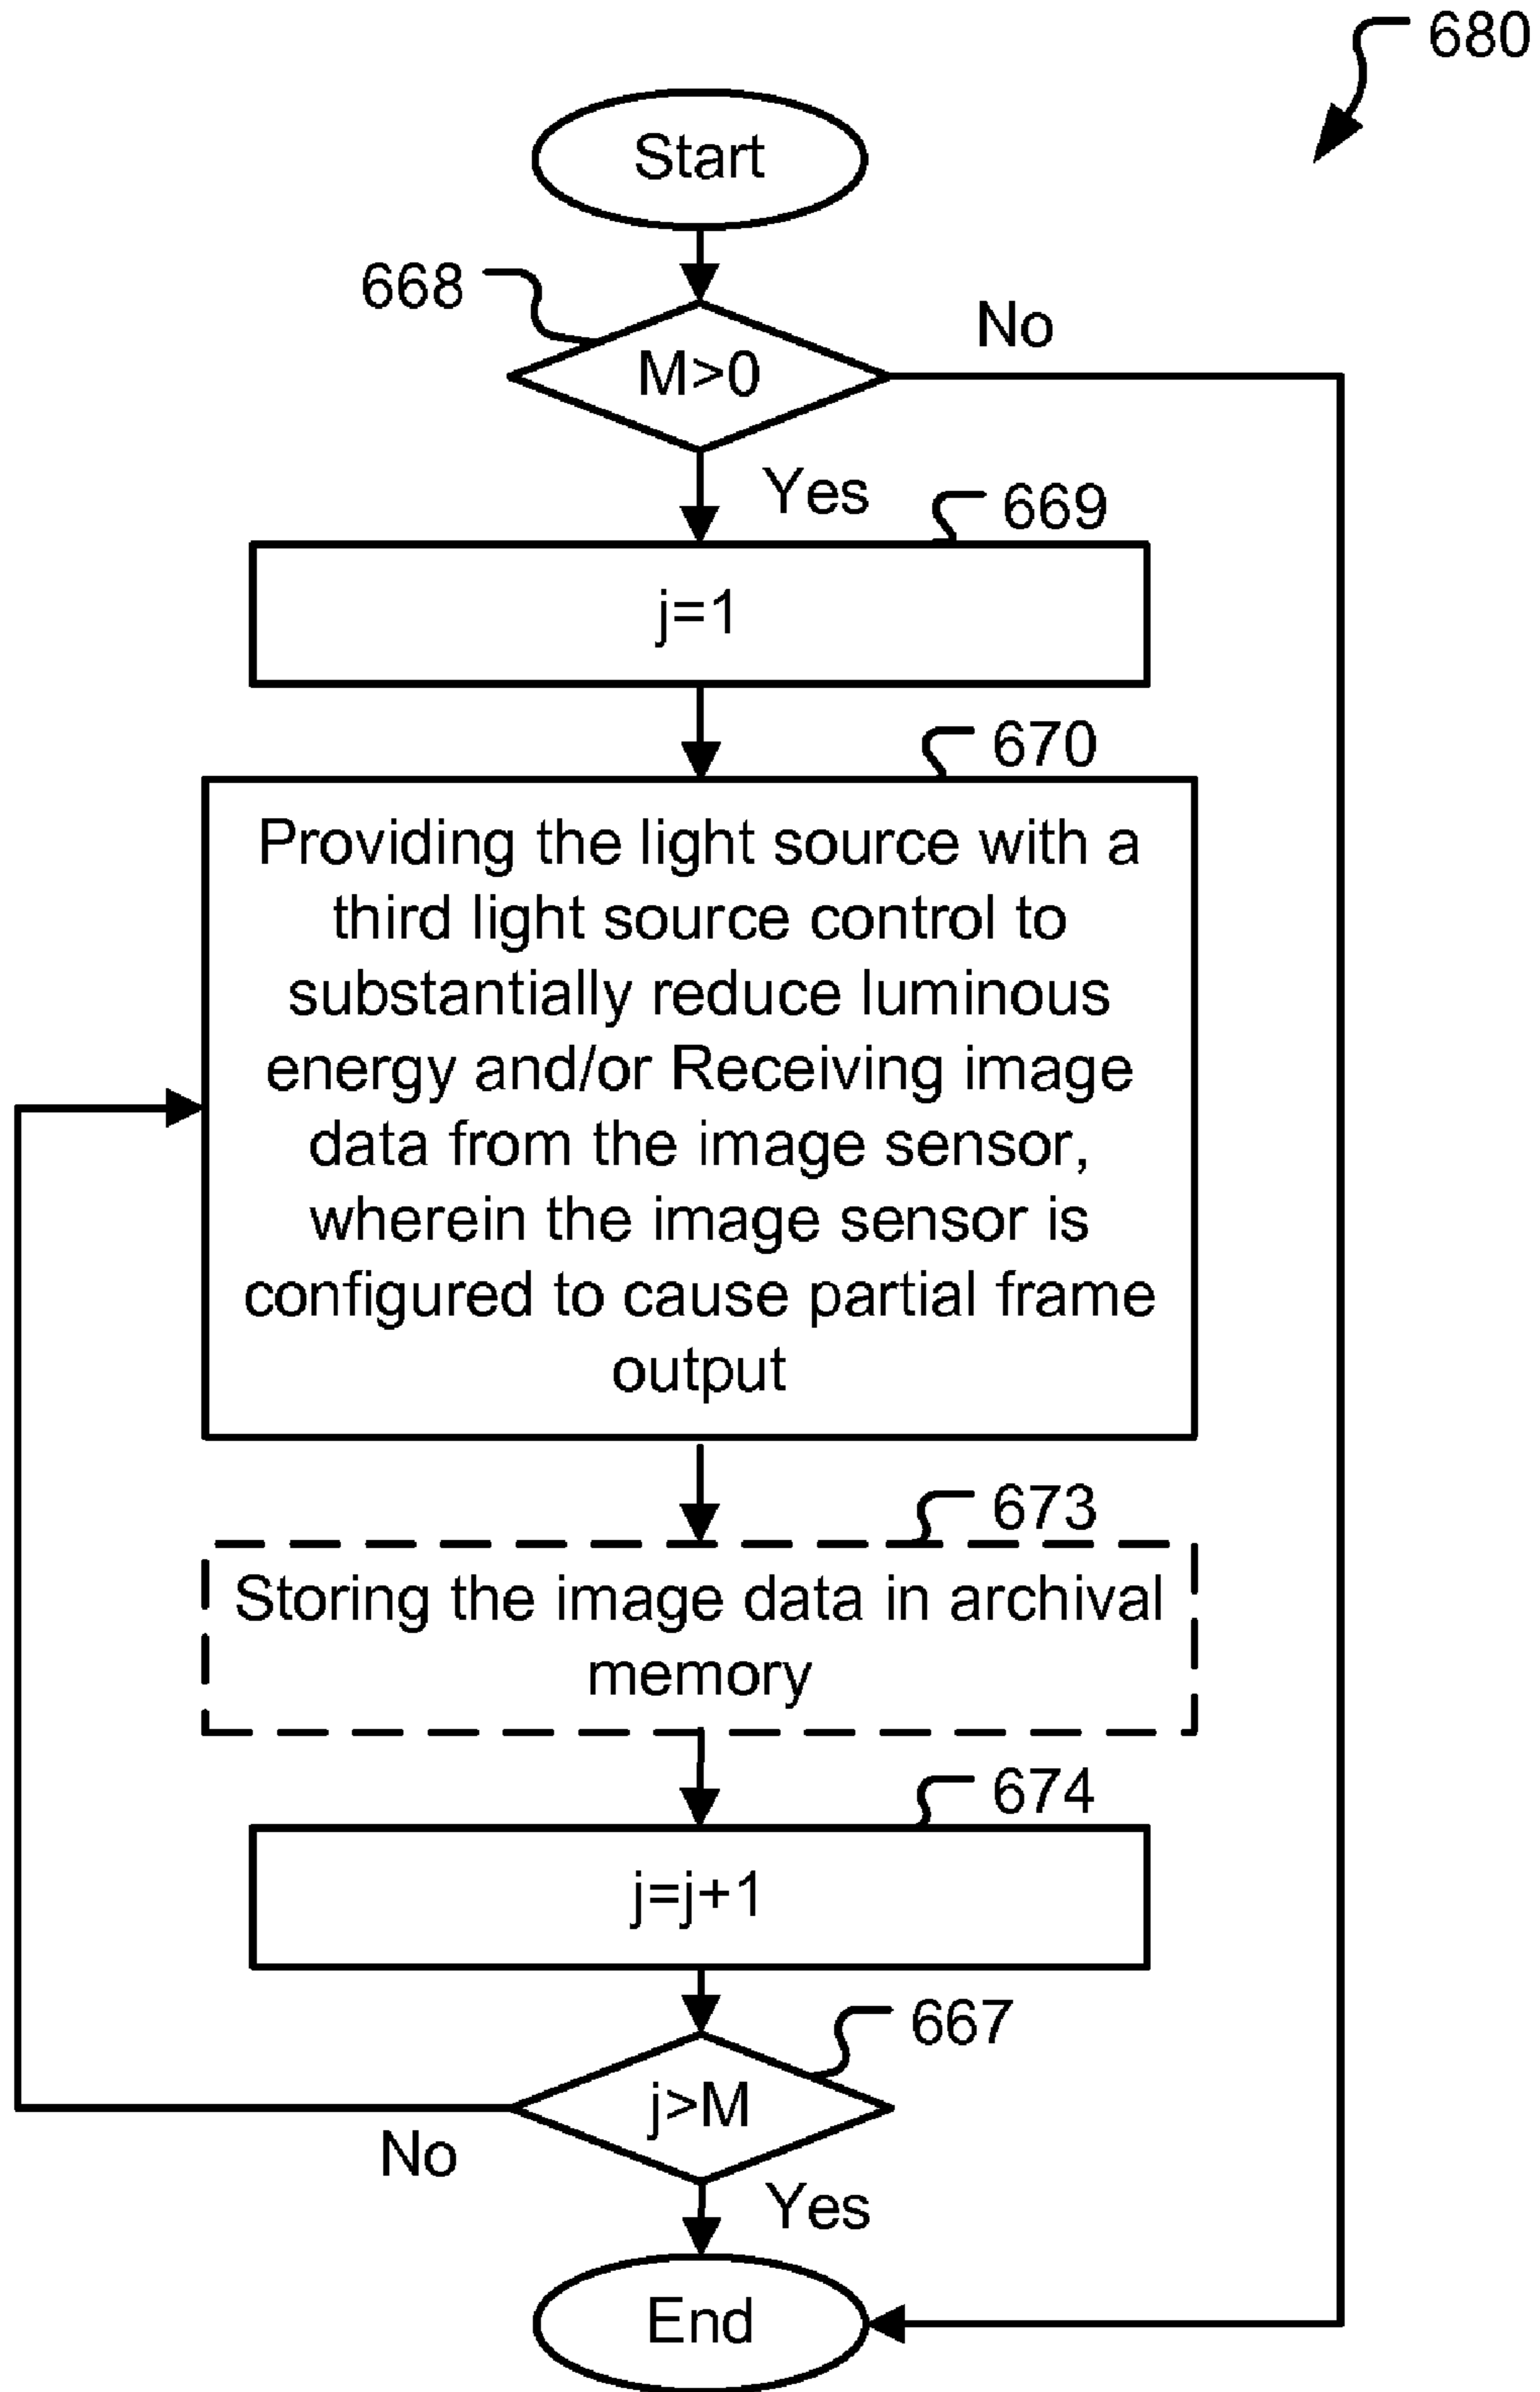 680
Start
668
M>0
No
Yes
669
j=1
670
Providing the light source with a
third light source control to
substantially reduce luminous
energy and/or Receiving image
data from the image sensor,
wherein the image sensor is
configured to cause partial frame
output
673
Storing the image data in archival
memory
674
j=j+1
667
j>M
No
Yes
End